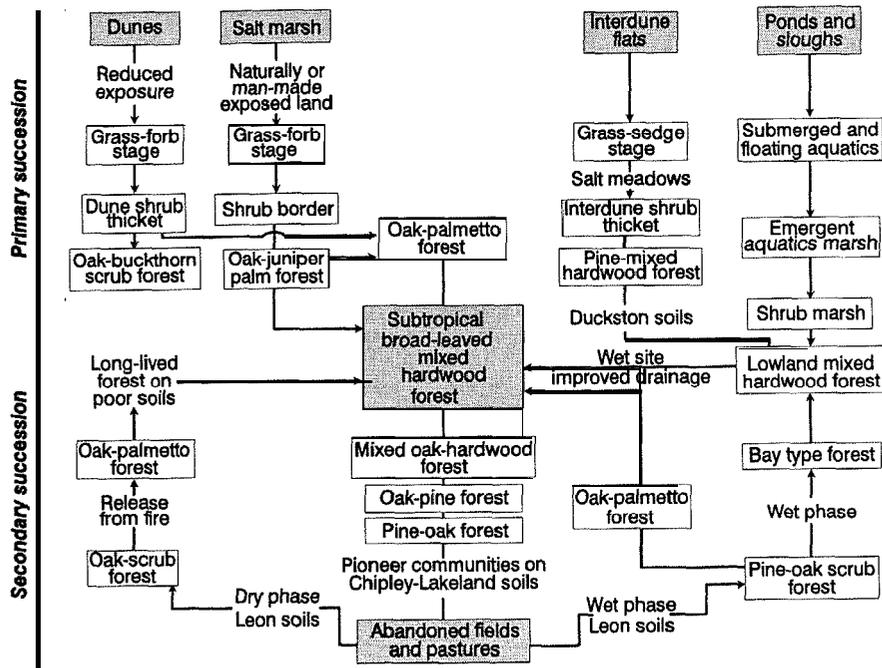 Primary succession
Secondary succession
Dunes
Reduced
exposure
Grass-forb
stage
Dune shrub
thicket
Oak-buckthorn
scrub forest
Salt marsh
Naturally or
man-made
exposed land
Grass-forb
stage
Shrub border
Oak-juniper
palm forest
Oak-palmetto
forest
Interdune
flats
Grass-sedge
stage
Salt meadows
Interdune shrub
thicket
Pine-mixed
hardwood forest
Duckston soils
Ponds and
sloughs
Submerged and
floating aquatics
Emergent
aquatics marsh
Shrub marsh
Lowland mixed
hardwood forest
Subtropical
broad-leaved
mixed
hardwood
forest
Wet site
improved drainage
Long-lived
forest on
poor soils
Oak-palmetto
forest
Release
from fire
Oak-scrub
forest
Mixed oak-hardwood
forest
Oak-pine forest
Pine-oak forest
Pioneer communities on
Chipley-Lakeland soils
Oak-palmetto
forest
Bay type forest
Wet phase
Pine-oak scrub
forest
Dry phase
Leon soils
Abandoned fields
and pastures
Wet phase
Leon soils